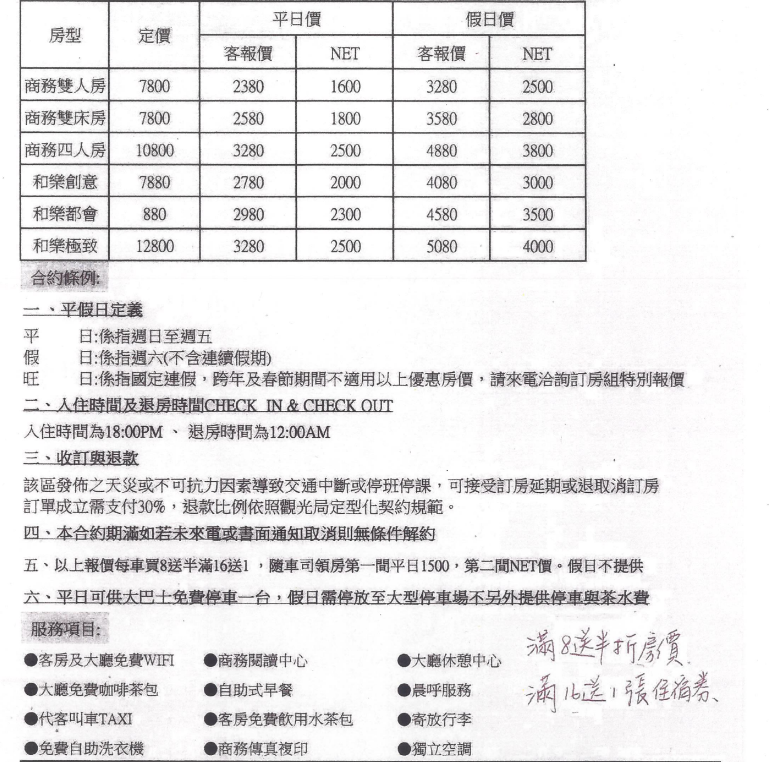 房型 定價 平日價 假日價
客報價 NET 客報價 NET
商務雙人房 7800 2380 1600 3280 2500
商務雙床房 7800 2580 1800 3580 2800
商務四人房 10800 3280 2500 4880 3800
和樂創意 7880 2780 2000 4080 3000
和樂都會 880 2980 2300 4580 3500
和樂極致 12800 3280 2500 5080 4000
合約條例:
一、平假日定義
平 日:係指週日至週五
假 日:係指週六(不含連續假期)
旺 日:係指國定連假，跨年及春節期間不適用以上優惠房價，請來電洽詢訂房組特別報價
二、入住時間及退房時間CHECK IN & CHECK OUT
入住時間為18:00PM 、 退房時間為12:00AM
三、收訂與退款
該區發佈之天災或不可抗力因素導致交通中斷或停班停課，可接受訂房延期或退取消訂房
訂單成立需支付30%，退款比例依照觀光局定型化契約規範。
四、本合約期滿如若未來電或書面通知取消則無條件解約
五、以上報價每車買8送半滿16送1 ，隨車司領房第一間平日1500，第二間NET價。假日不提供
六、平日可供大巴士免費停車一台，假日需停放至大型停車場不另外提供停車與茶水費
服務項目:
●客房及大廳免費WIFI ●商務閱讀中心 ●大廳休憩中心
●大廳免費咖啡茶包 ●自助式早餐 ●晨呼服務
●代客叫車TAXI ●客房免費飲用水茶包 ●寄放行李
●免費自助洗衣機 ●商務傳真複印 ●獨立空調
滿8送半折房價
滿16送1張住宿券、